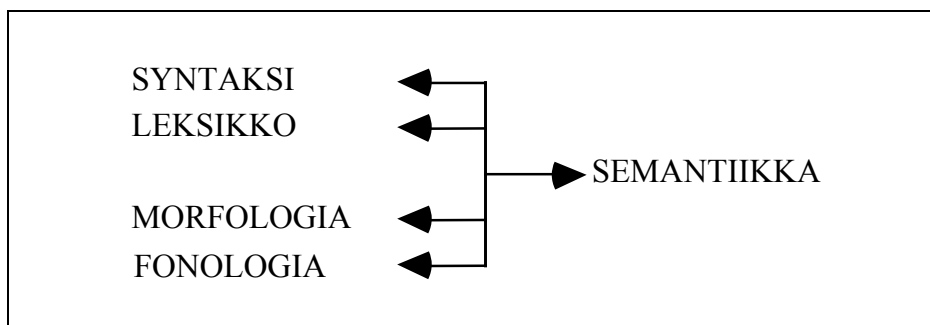 SYNTAKSI
LEKSIKKO
SEMANTIIKKA
MORFOLOGIA
FONOLOGIA